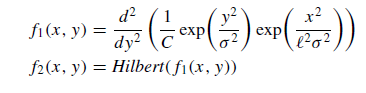 f₁(x, y) = d²/dy² (1/C exp(y²/σ²) exp(x²/ℓ²σ²))
f₂(x, y) = Hilbert(f₁(x, y))